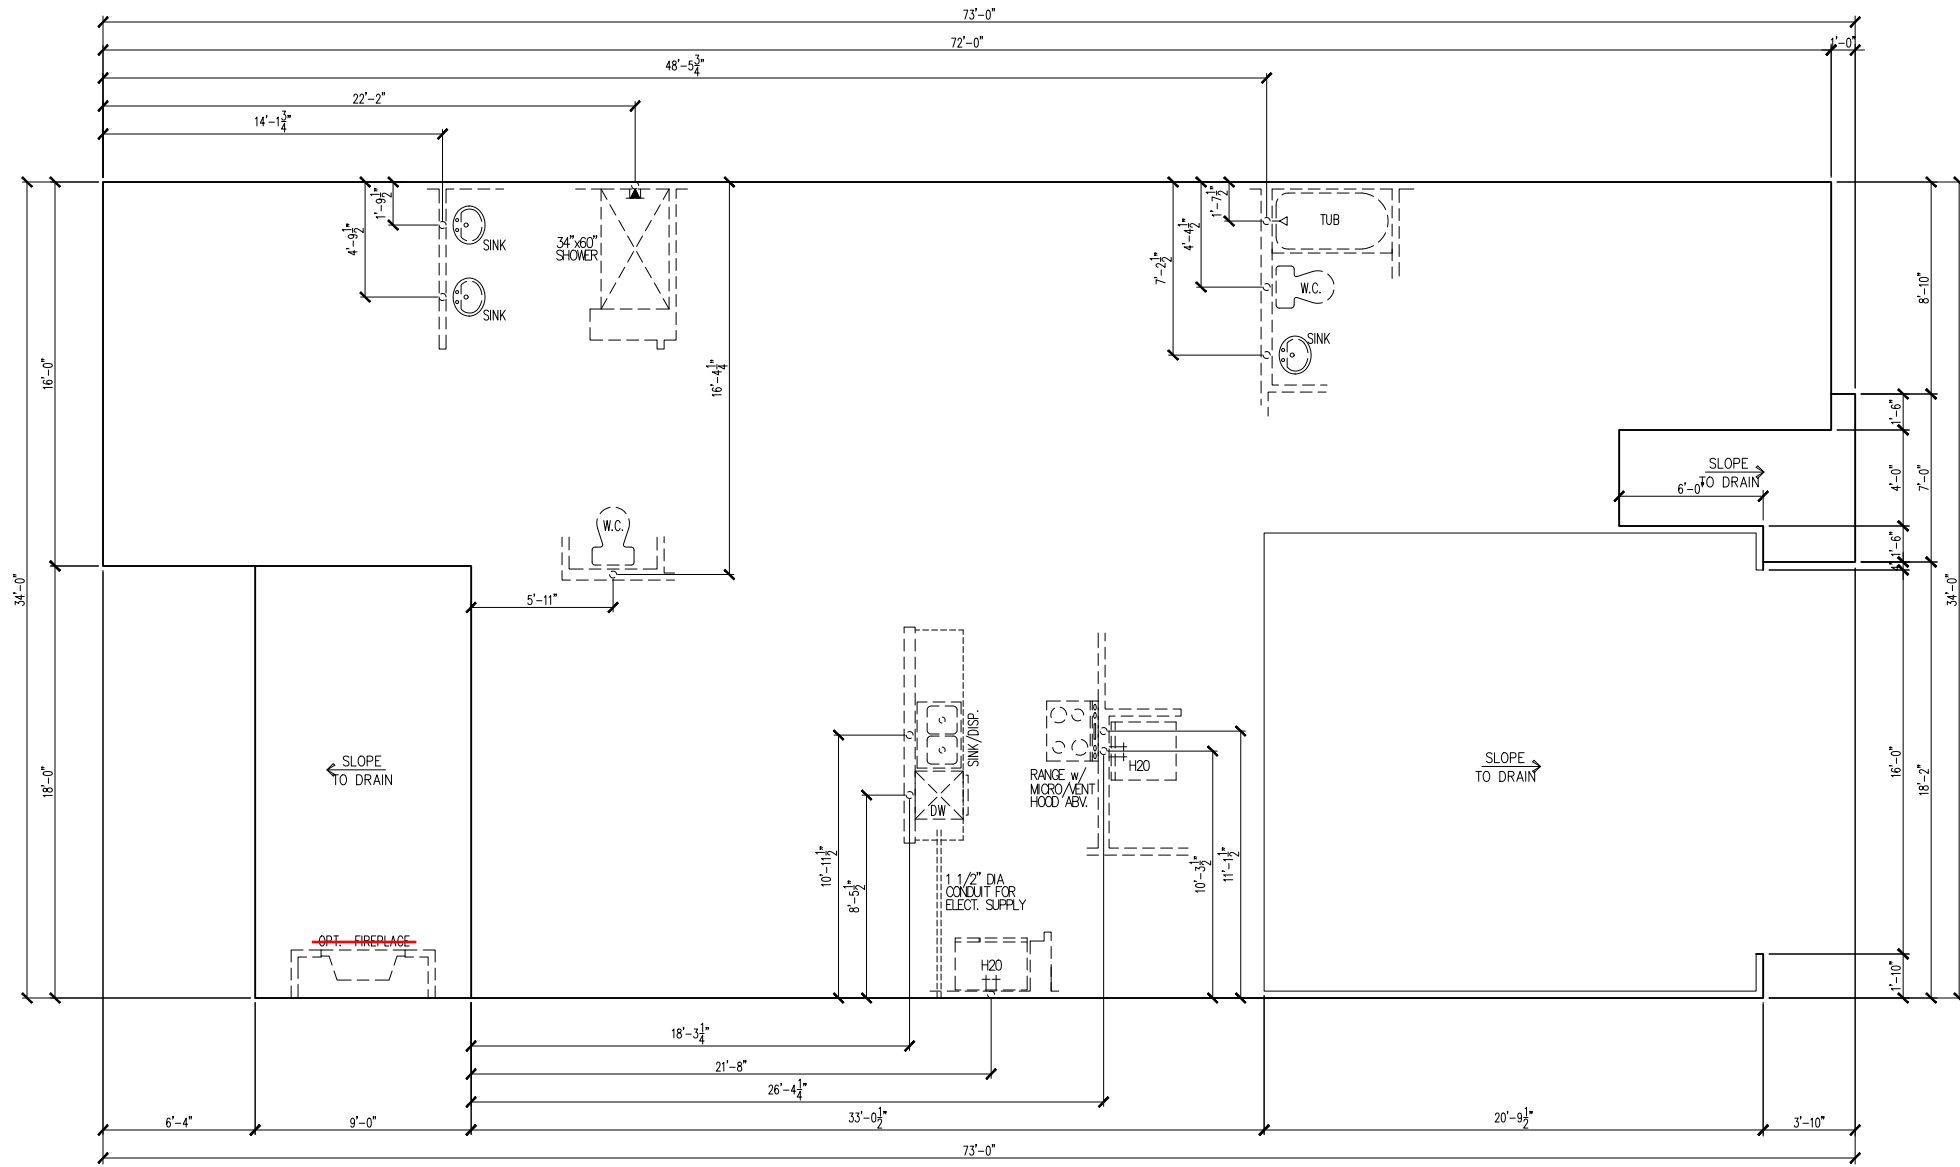 73'-0"
72'-0"
1'-0"
48'-5 3/4"
22'-2"
14'-1 3/4"
1'-9 1/2"
4'-9 1/2"
SINK
SINK
34"x60"
SHOWER
16'-4 1/4"
1'-7 1/2"
4'-4 1/2"
7'-2 1/2"
TUB
W.C.
SINK
8'-10"
16'-0"
34'-0"
18'-0"
1'-6"
4'-0"
7'-0"
1'-6"
34'-0"
SLOPE
TO DRAIN
6'-0"
W.C.
5'-11"
SINK/DISP.
DW
RANGE w/
MICRO/VENT
HOOD ABV.
H20
SLOPE
TO DRAIN
SLOPE
TO DRAIN
16'-0"
18'-2"
1'-10"
10'-11 1/2"
8'-5 1/2"
10'-3 1/2"
11'-1 1/2"
1 1/2" DIA
CONDUIT FOR
ELECT. SUPPLY
OPT. FIREPLACE
H20
18'-3 1/4"
21'-8"
26'-4 1/4"
6'-4"
9'-0"
33'-0 1/2"
20'-9 1/2"
3'-10"
73'-0"